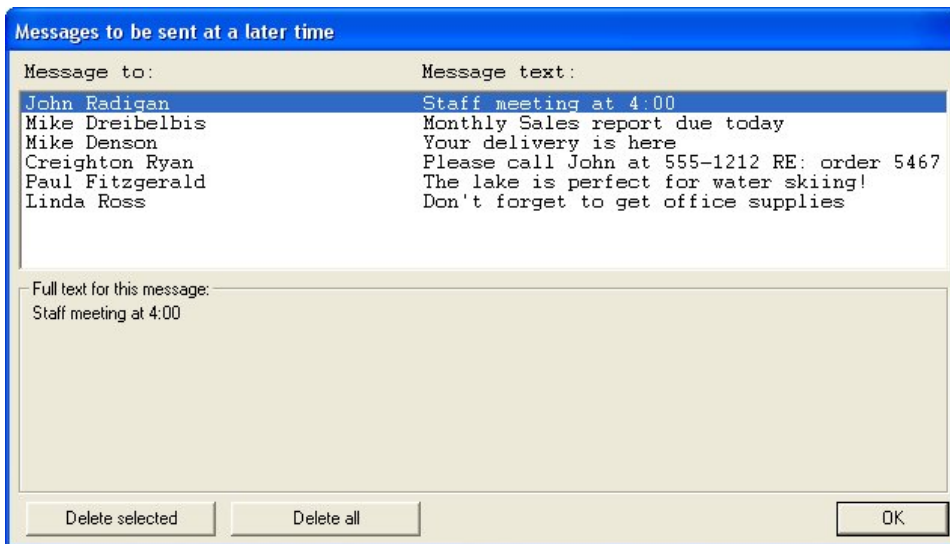 Messages to be sent at a later time
Message to: Message text:
John Radigan Staff meeting at 4:00
Mike Dreibelbis Monthly Sales report due today
Mike Denson Your delivery is here
Creighton Ryan Please call John at 555-1212 RE: order 5467
Paul Fitzgerald The lake is perfect for water skiing!
Linda Ross Don't forget to get office supplies
Full text for this message:
Staff meeting at 4:00
Delete selected Delete all OK